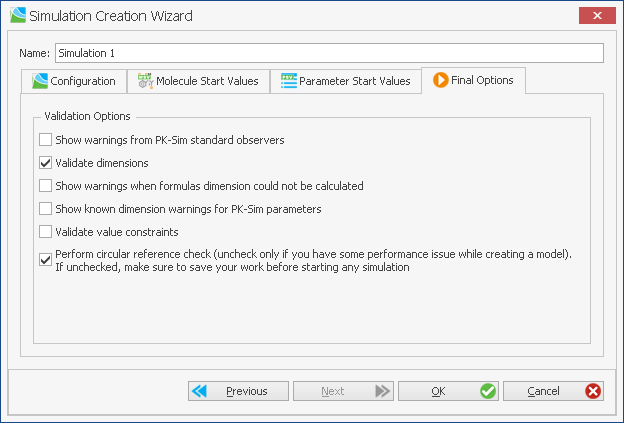 Simulation Creation Wizard
Name: Simulation 1
Configuration Molecule Start Values Parameter Start Values Final Options
Validation Options
Show warnings from PK-Sim standard observers
Validate dimensions
Show warnings when formulas dimension could not be calculated
Show known dimension warnings for PK-Sim parameters
Validate value constraints
Perform circular reference check (uncheck only if you have some performance issue while creating a model).
If unchecked, make sure to save your work before starting any simulation
Previous Next OK Cancel